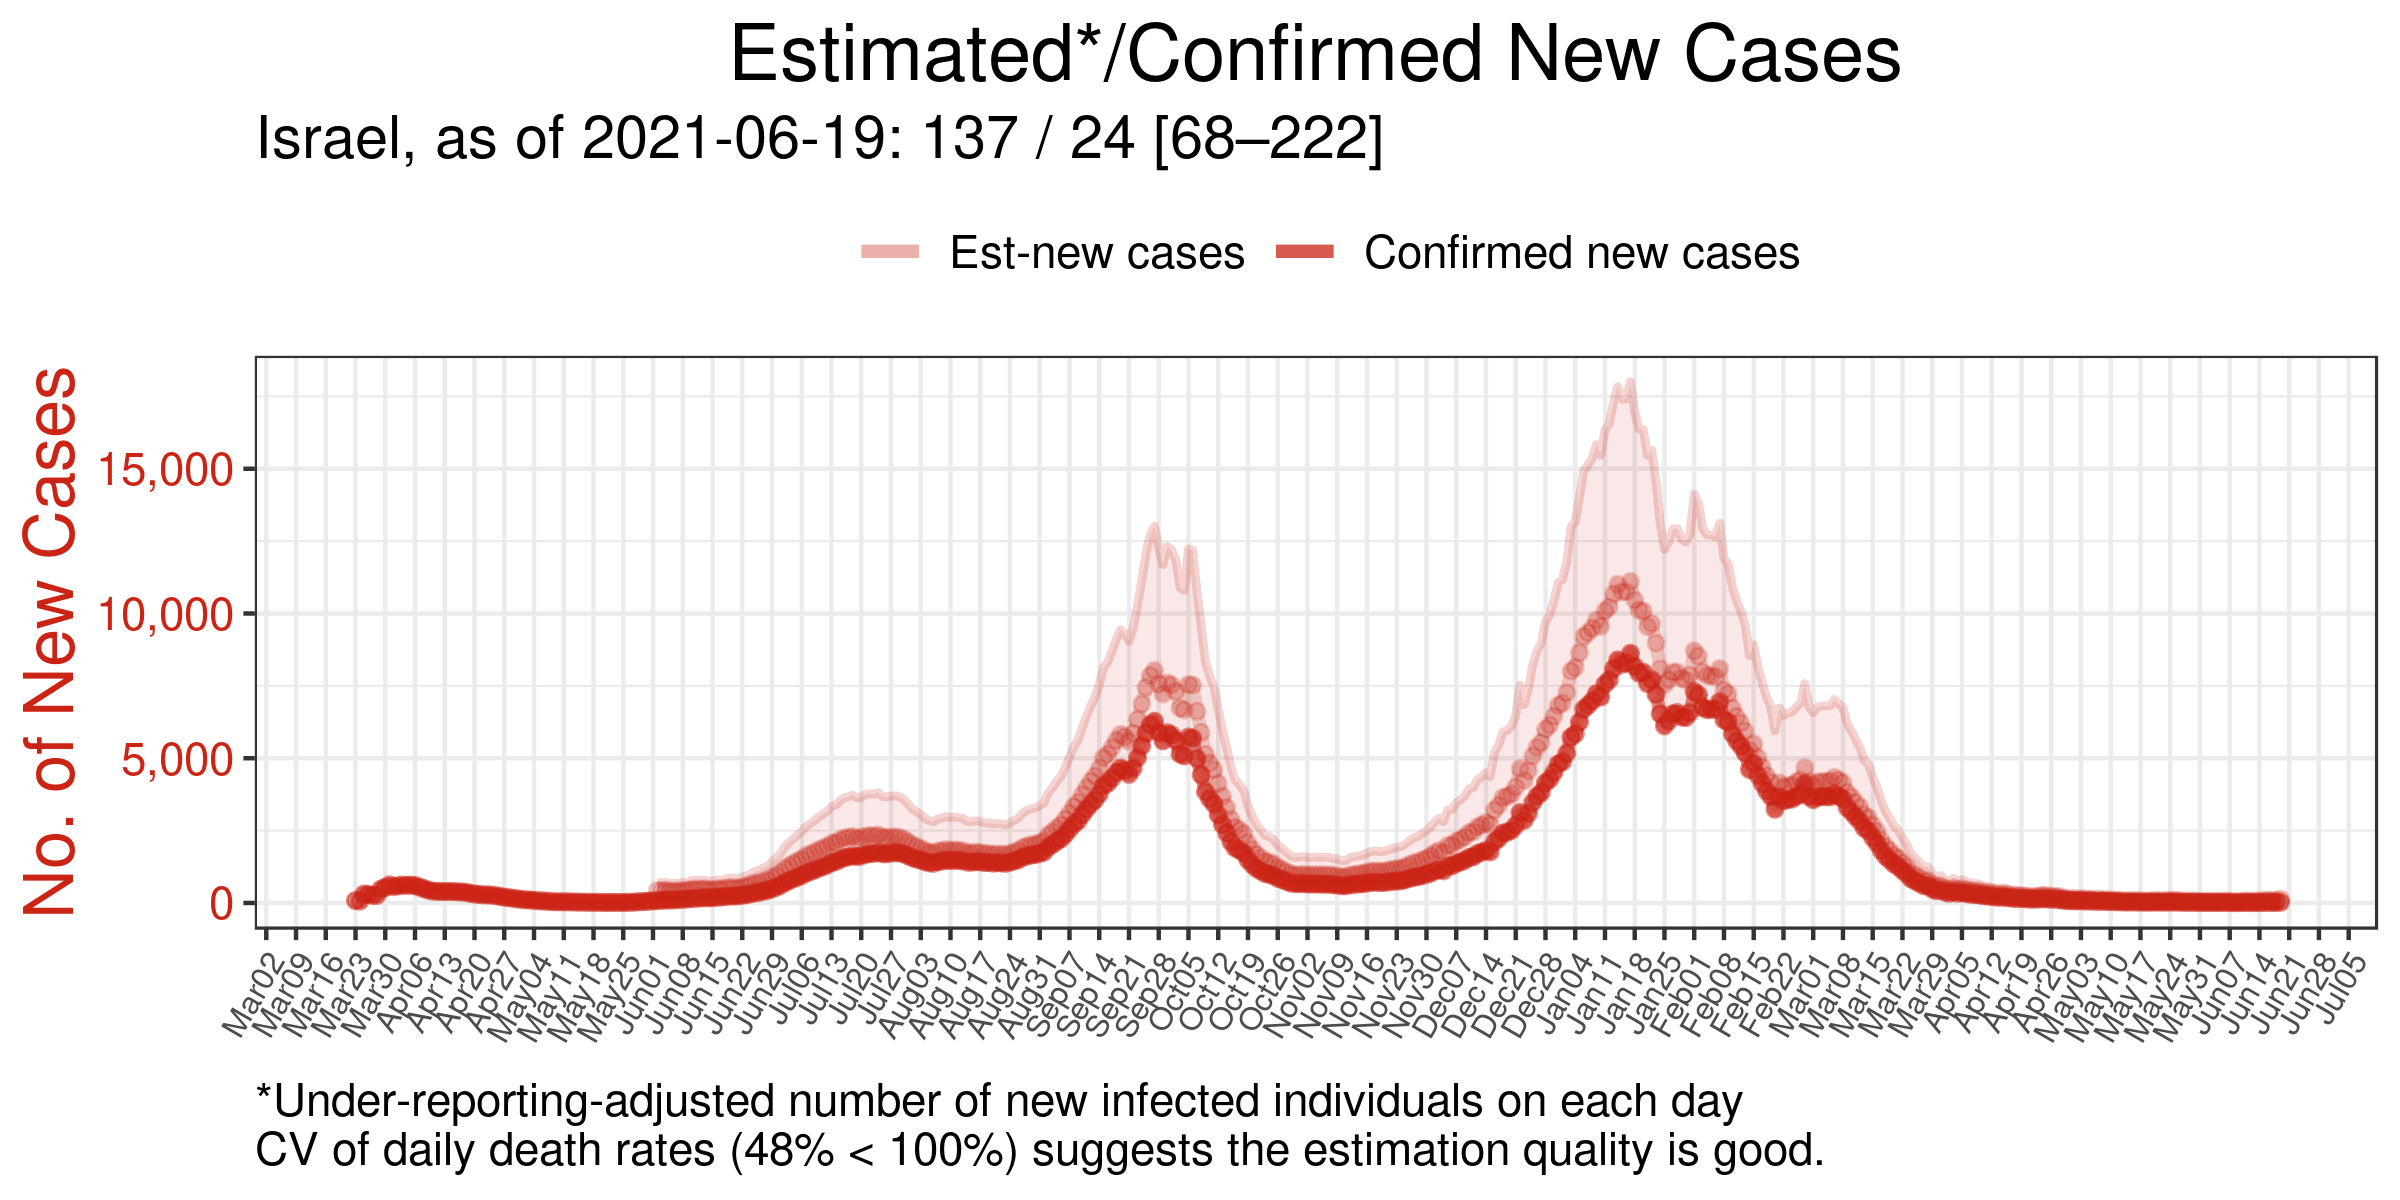 Estimated*/Confirmed New Cases
Israel, as of 2021-06-19: 137 / 24 [68–222]
Est-new cases Confirmed new cases
No. of New Cases
15,000
10,000
5,000
0
Mar02 Mar09 Mar16 Mar23 Mar30 Apr06 Apr13 Apr20 Apr27 May04 May11 May18 May25 Jun01 Jun08 Jun15 Jun22 Jun29 Jul06 Jul13 Jul20 Jul27 Aug03 Aug10 Aug17 Aug24 Aug31 Sep07 Sep14 Sep21 Sep28 Oct05 Oct12 Oct19 Oct26 Nov02 Nov09 Nov16 Nov23 Nov30 Dec07 Dec14 Dec21 Dec28 Jan04 Jan11 Jan18 Jan25 Feb01 Feb08 Feb15 Feb22 Mar01 Mar08 Mar15 Mar22 Mar29 Apr05 Apr12 Apr19 Apr26 May03 May10 May17 May24 May31 Jun07 Jun14 Jun21 Jun28 Jul05
*Under-reporting-adjusted number of new infected individuals on each day
CV of daily death rates (48% < 100%) suggests the estimation quality is good.